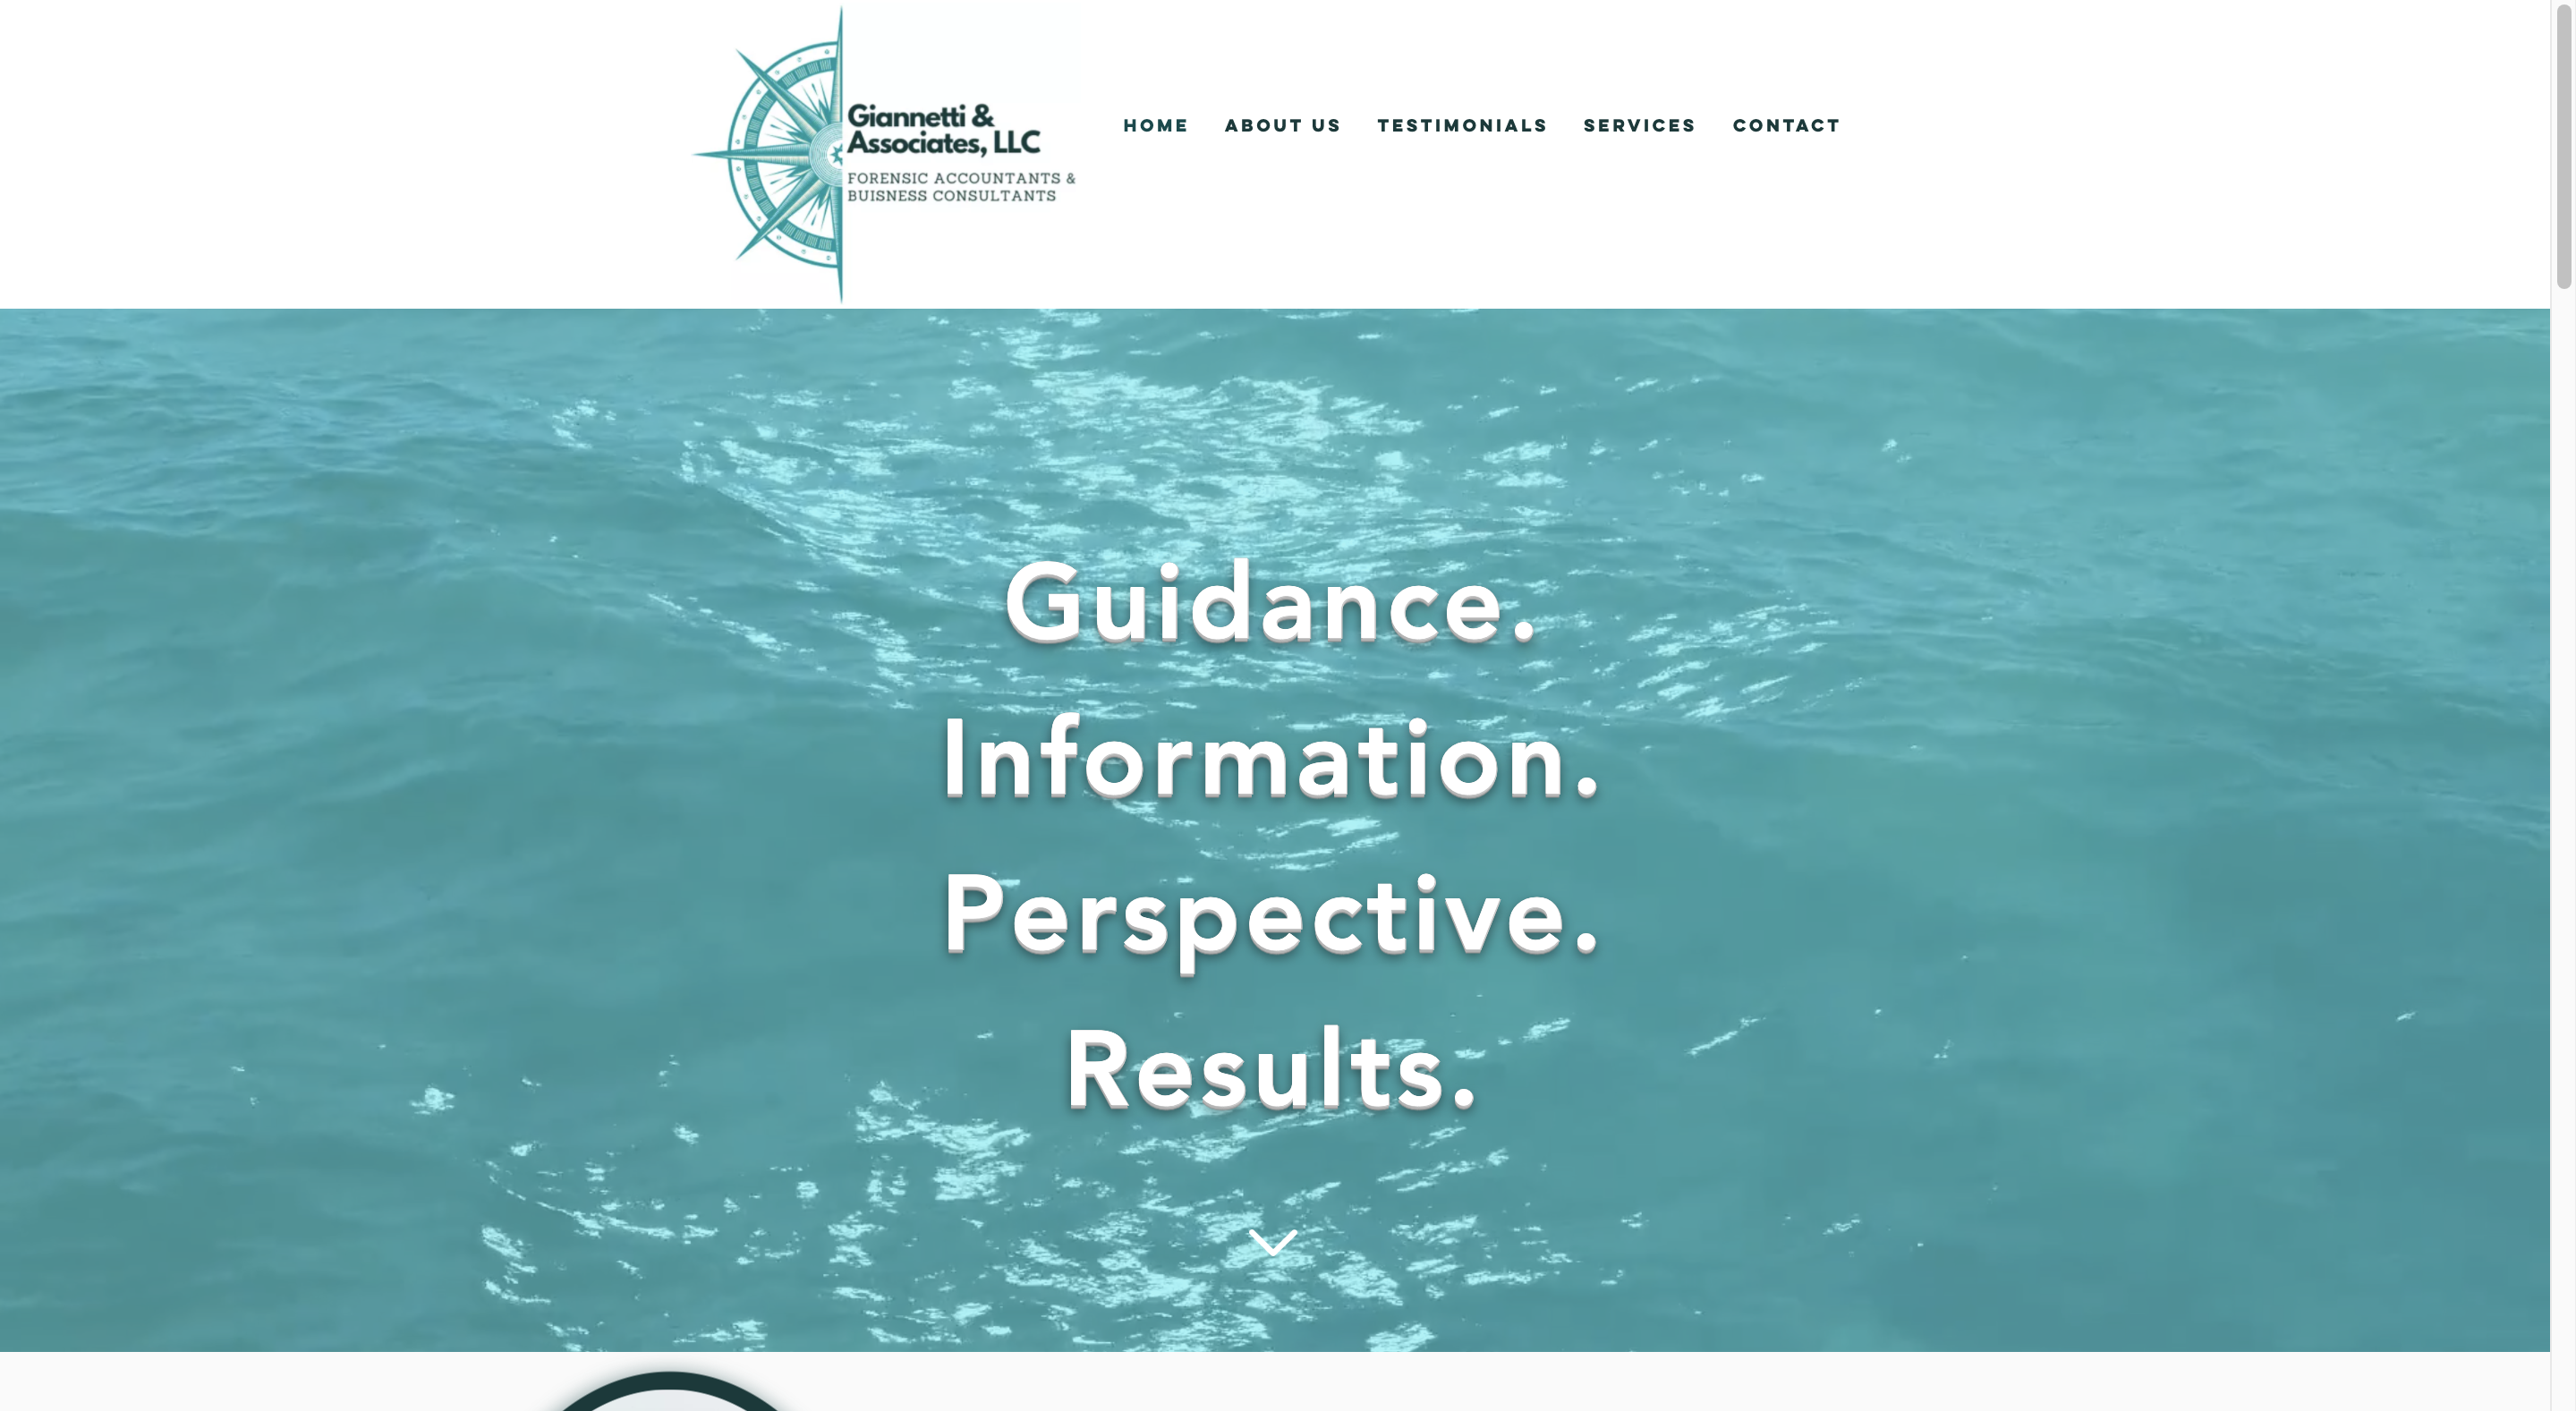 Giannetti &
Associates, LLC
FORENSIC ACCOUNTANTS &
BUISNESS CONSULTANTS
HOME ABOUT US TESTIMONIALS SERVICES CONTACT
Guidance.
Information.
Perspective.
Results.